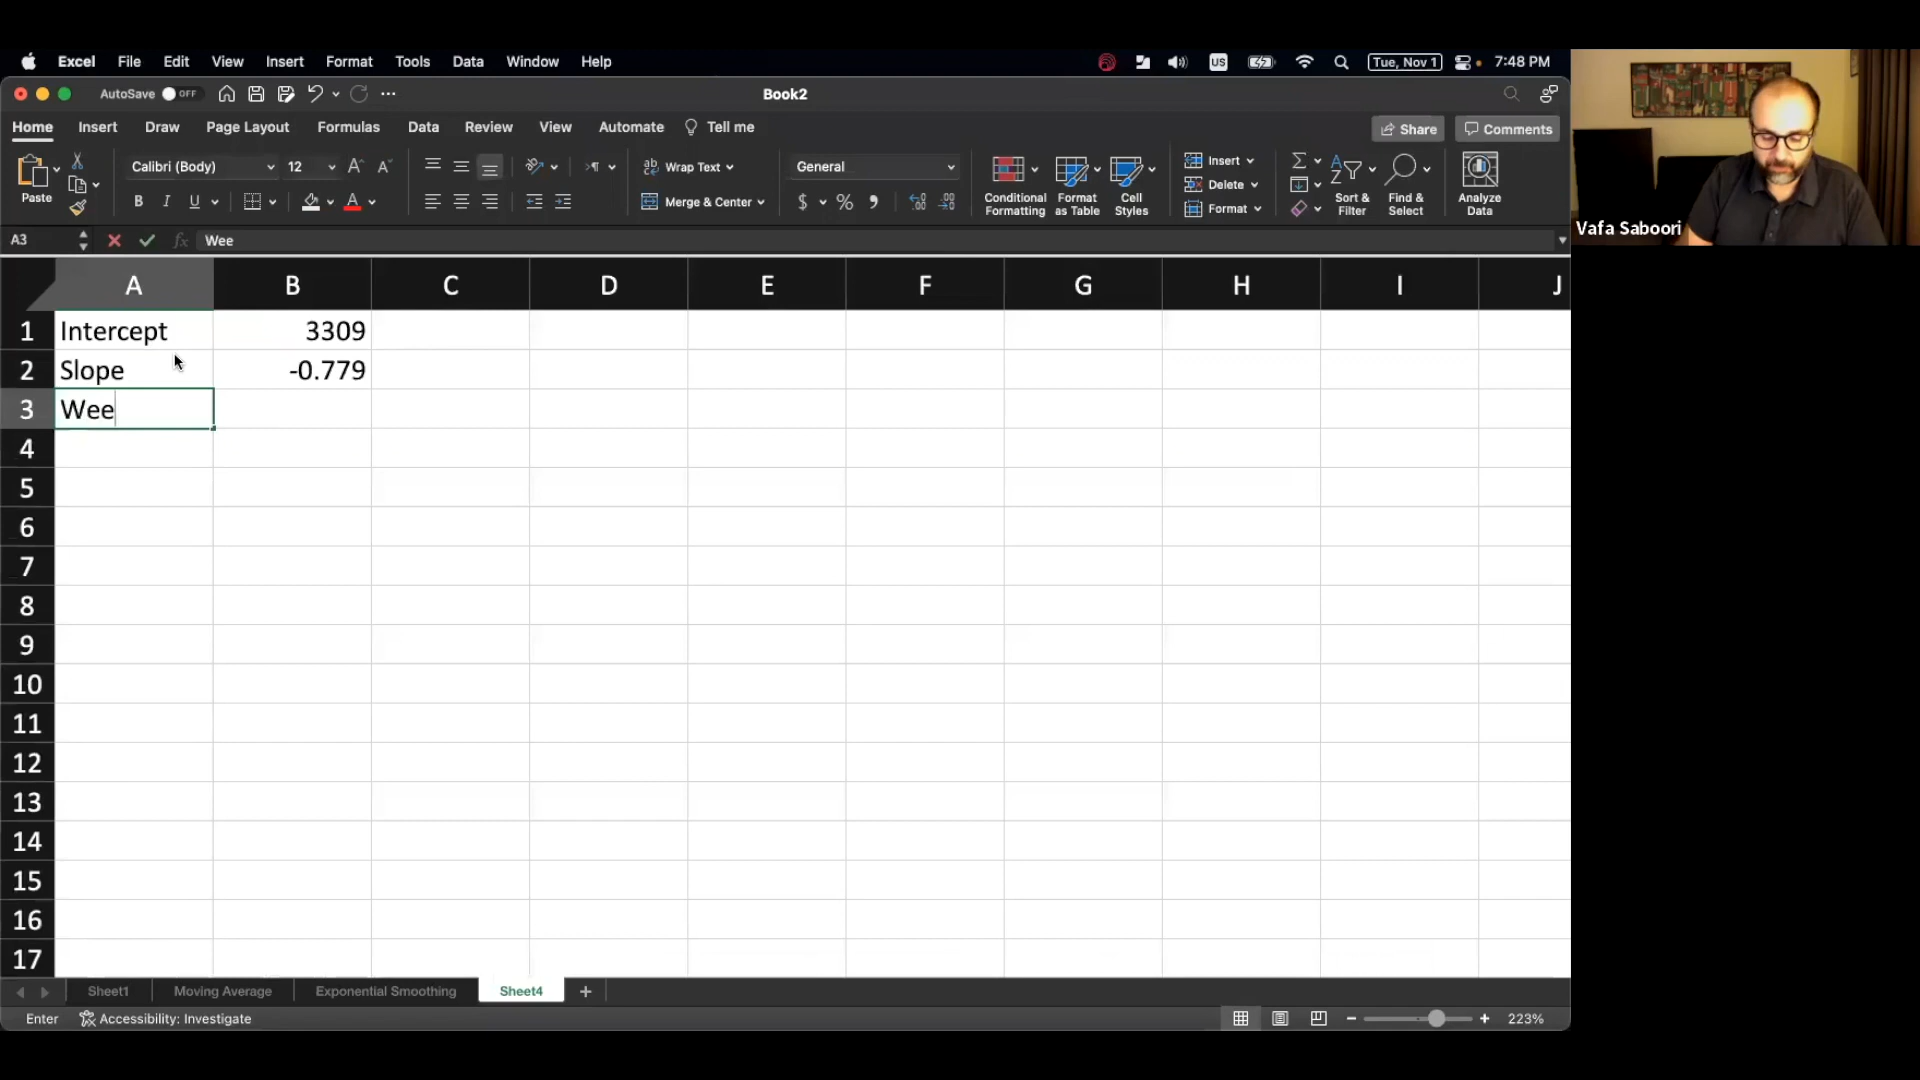 Excel File Edit View Insert Format Tools Data Window Help US Tue, Nov 1 7:48 PM
AutoSave OFF Book2
Home Insert Draw Page Layout Formulas Data Review View Automate Tell me Share Comments
Paste Calibri (Body) 12 Wrap Text General Conditional Formatting Format as Table Cell Styles Insert Sort & Filter Find & Select Analyze Data
B I U Merge & Center $ % Delete
Format
A3 fx Wee
Vafa Saboori
A B C D E F G H I J
1 Intercept 3309
2 Slope -0.779
3 Wee
4
5
6
7
8
9
10
11
12
13
14
15
16
17
Sheet1 Moving Average Exponential Smoothing Sheet4 +
Enter Accessibility: Investigate 223%